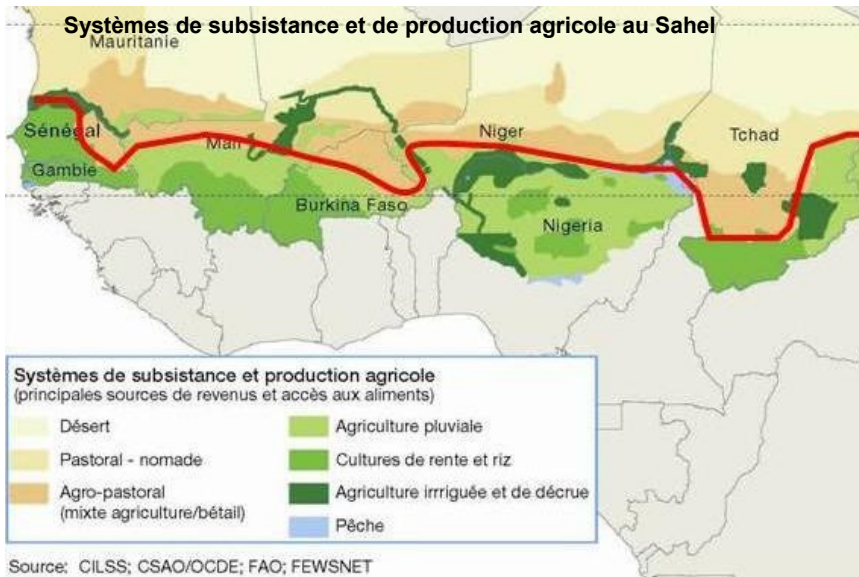 Systèmes de subsistance et de production agricole au Sahel
Mauritanie
Sénégal
Mali
Niger
Tchad
Gambie
Burkina Faso
Nigeria
Systèmes de subsistance et production agricole
(principales sources de revenus et accès aux aliments)
Désert
Pastoral - nomade
Agro-pastoral
(mixte agriculture/bétail)
Agriculture pluviale
Cultures de rente et riz
Agriculture irrriguée et de décrue
Pêche
Source: CILSS; CSAO/OCDE; FAO; FEWSNET